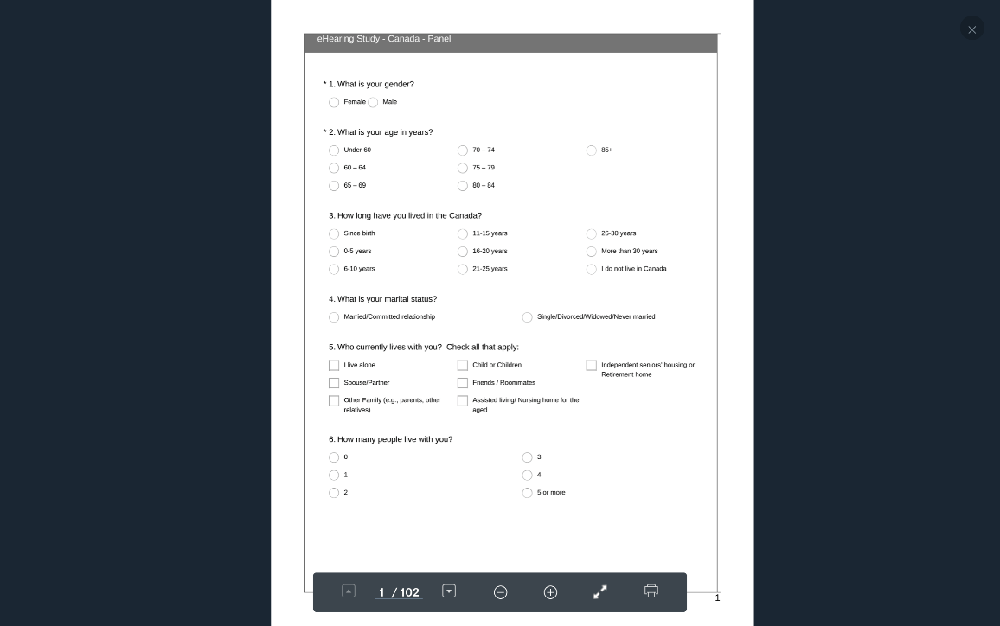 eHearing Study - Canada - Panel
* 1. What is your gender?
Female Male
* 2. What is your age in years?
Under 60 70 – 74 85+
60 – 64 75 – 79
65 – 69 80 – 84
3. How long have you lived in the Canada?
Since birth 11-15 years 26-30 years
0-5 years 16-20 years More than 30 years
6-10 years 21-25 years I do not live in Canada
4. What is your marital status?
Married/Committed relationship Single/Divorced/Widowed/Never married
5. Who currently lives with you? Check all that apply:
I live alone Child or Children Independent seniors' housing or
Retirement home
Spouse/Partner Friends / Roommates
Other Family (e.g., parents, other Assisted living/ Nursing home for the
relatives) aged
6. How many people live with you?
0 3
1 4
2 5 or more
1 / 102
1